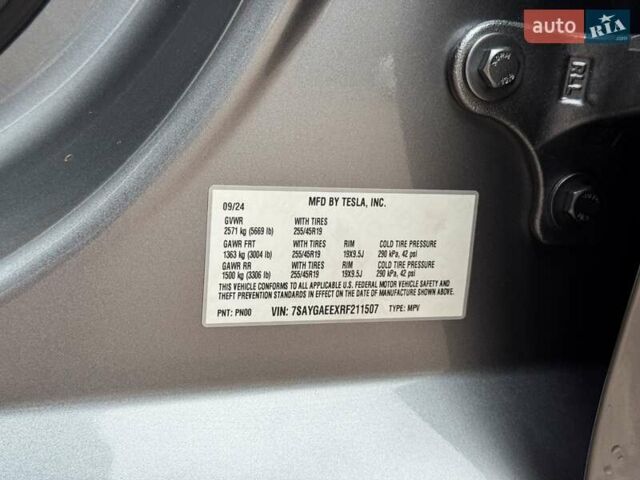 auto RIA
RLL
09/24 MFD BY TESLA, INC.
GVWR WITH TIRES
2571 kg (5669 lb) 255/45R19
GAWR FRT WITH TIRES RIM COLD TIRE PRESSURE
1363 kg (3004 lb) 255/45R19 19X9.5J 290 kPa, 42 psi
GAWR RR WITH TIRES RIM COLD TIRE PRESSURE
1500 kg (3306 lb) 255/45R19 19X9.5J 290 kPa, 42 psi
THIS VEHICLE CONFORMS TO ALL APPLICABLE U.S. FEDERAL MOTOR VEHICLE SAFETY AND
THEFT PREVENTION STANDARDS IN EFFECT ON THE DATE OF MANUFACTURE SHOWN ABOVE.
PNT: PN00 VIN: 7SAYGAEEXRF211507 TYPE: MPV